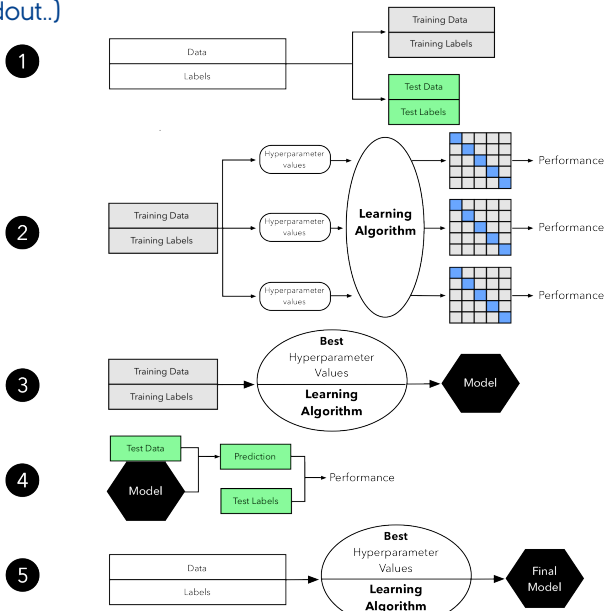 dout..)
1
Data
Labels
Training Data
Training Labels
Test Data
Test Labels
2
Training Data
Training Labels
Hyperparameter
values
Hyperparameter
values
Hyperparameter
values
Learning
Algorithm
Performance
Performance
Performance
3
Training Data
Training Labels
Best
Hyperparameter
Values
Learning
Algorithm
Model
4
Test Data
Model
Prediction
Test Labels
Performance
5
Data
Labels
Best
Hyperparameter
Values
Learning
Algorithm
Final
Model